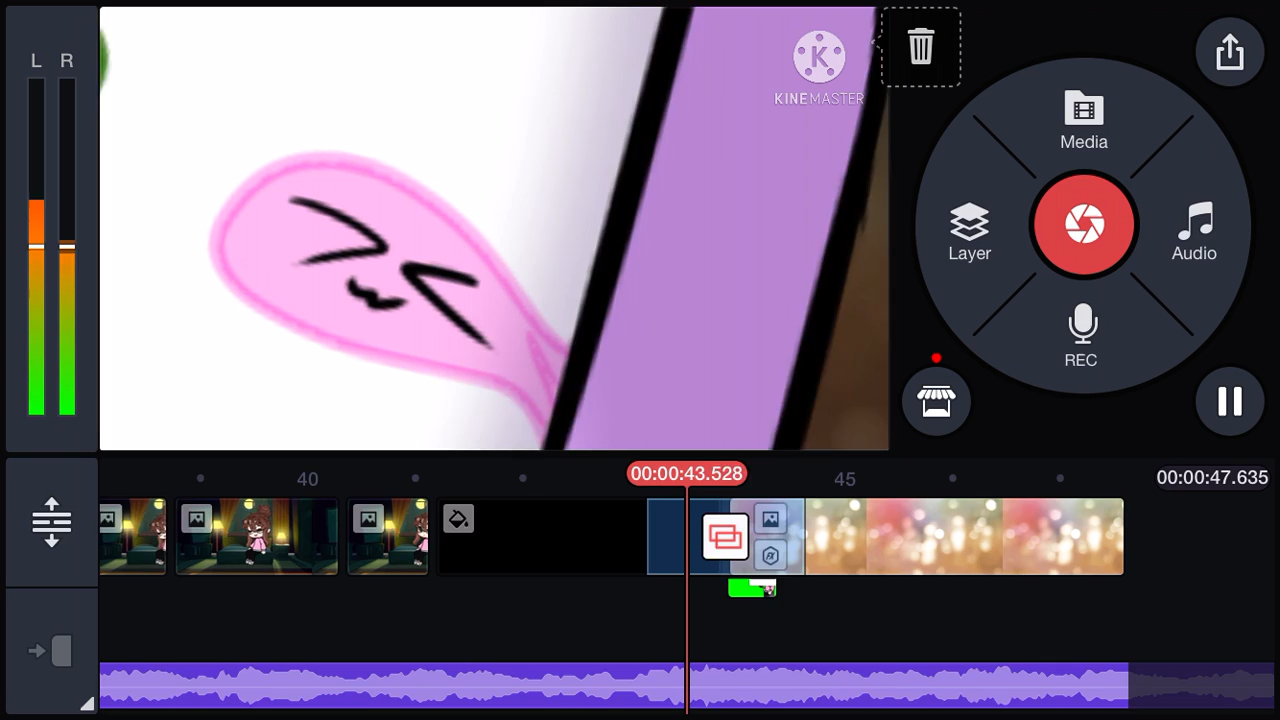 L R
K
KINEMASTER
Media
Layer
Audio
REC
40
00:00:43.528
45
00:00:47.635